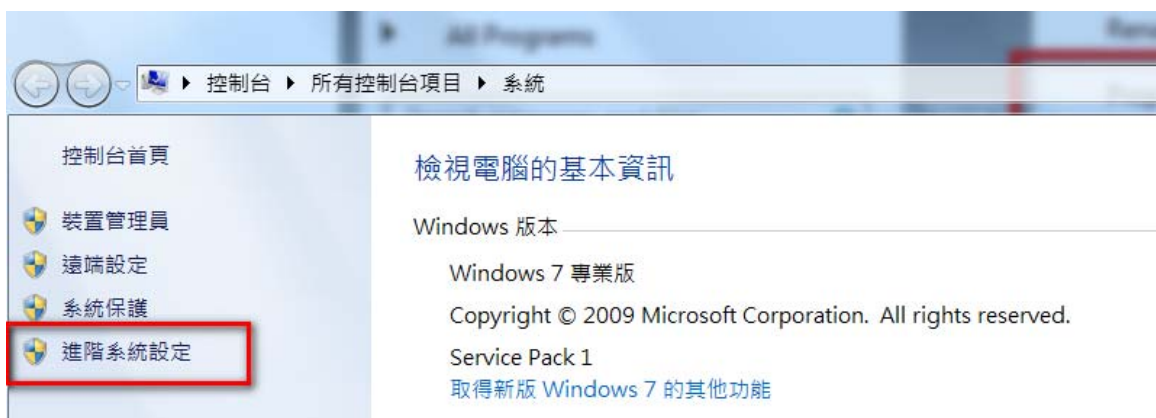 All Programs
控制台 ▸ 所有控制台項目 ▸ 系統
控制台首頁
裝置管理員
遠端設定
系統保護
進階系統設定
檢視電腦的基本資訊
Windows 版本
Windows 7 專業版
Copyright © 2009 Microsoft Corporation. All rights reserved.
Service Pack 1
取得新版 Windows 7 的其他功能